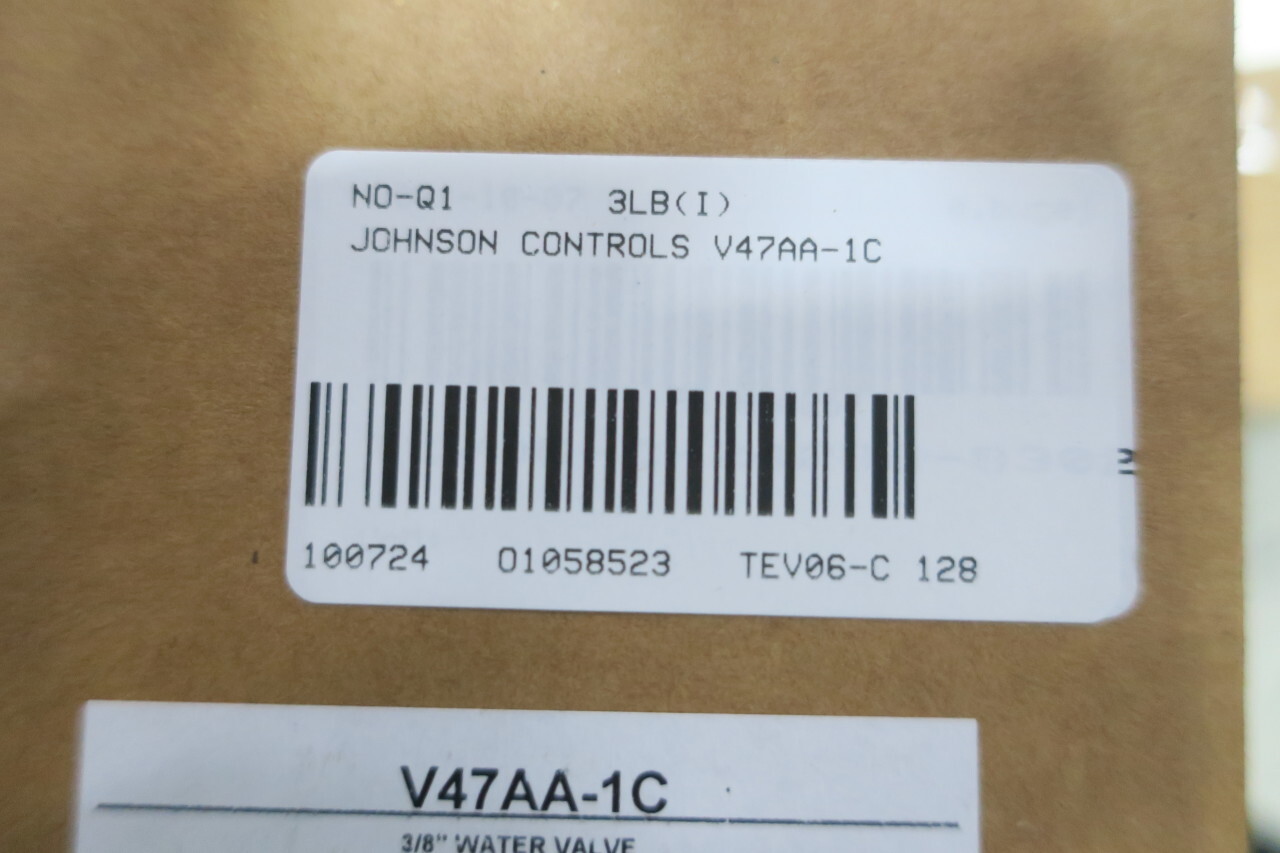 NO-Q1 3LB(I)
JOHNSON CONTROLS V47AA-1C
100724 01058523 TEV06-C 128
V47AA-1C
3/8" WATER VALVE